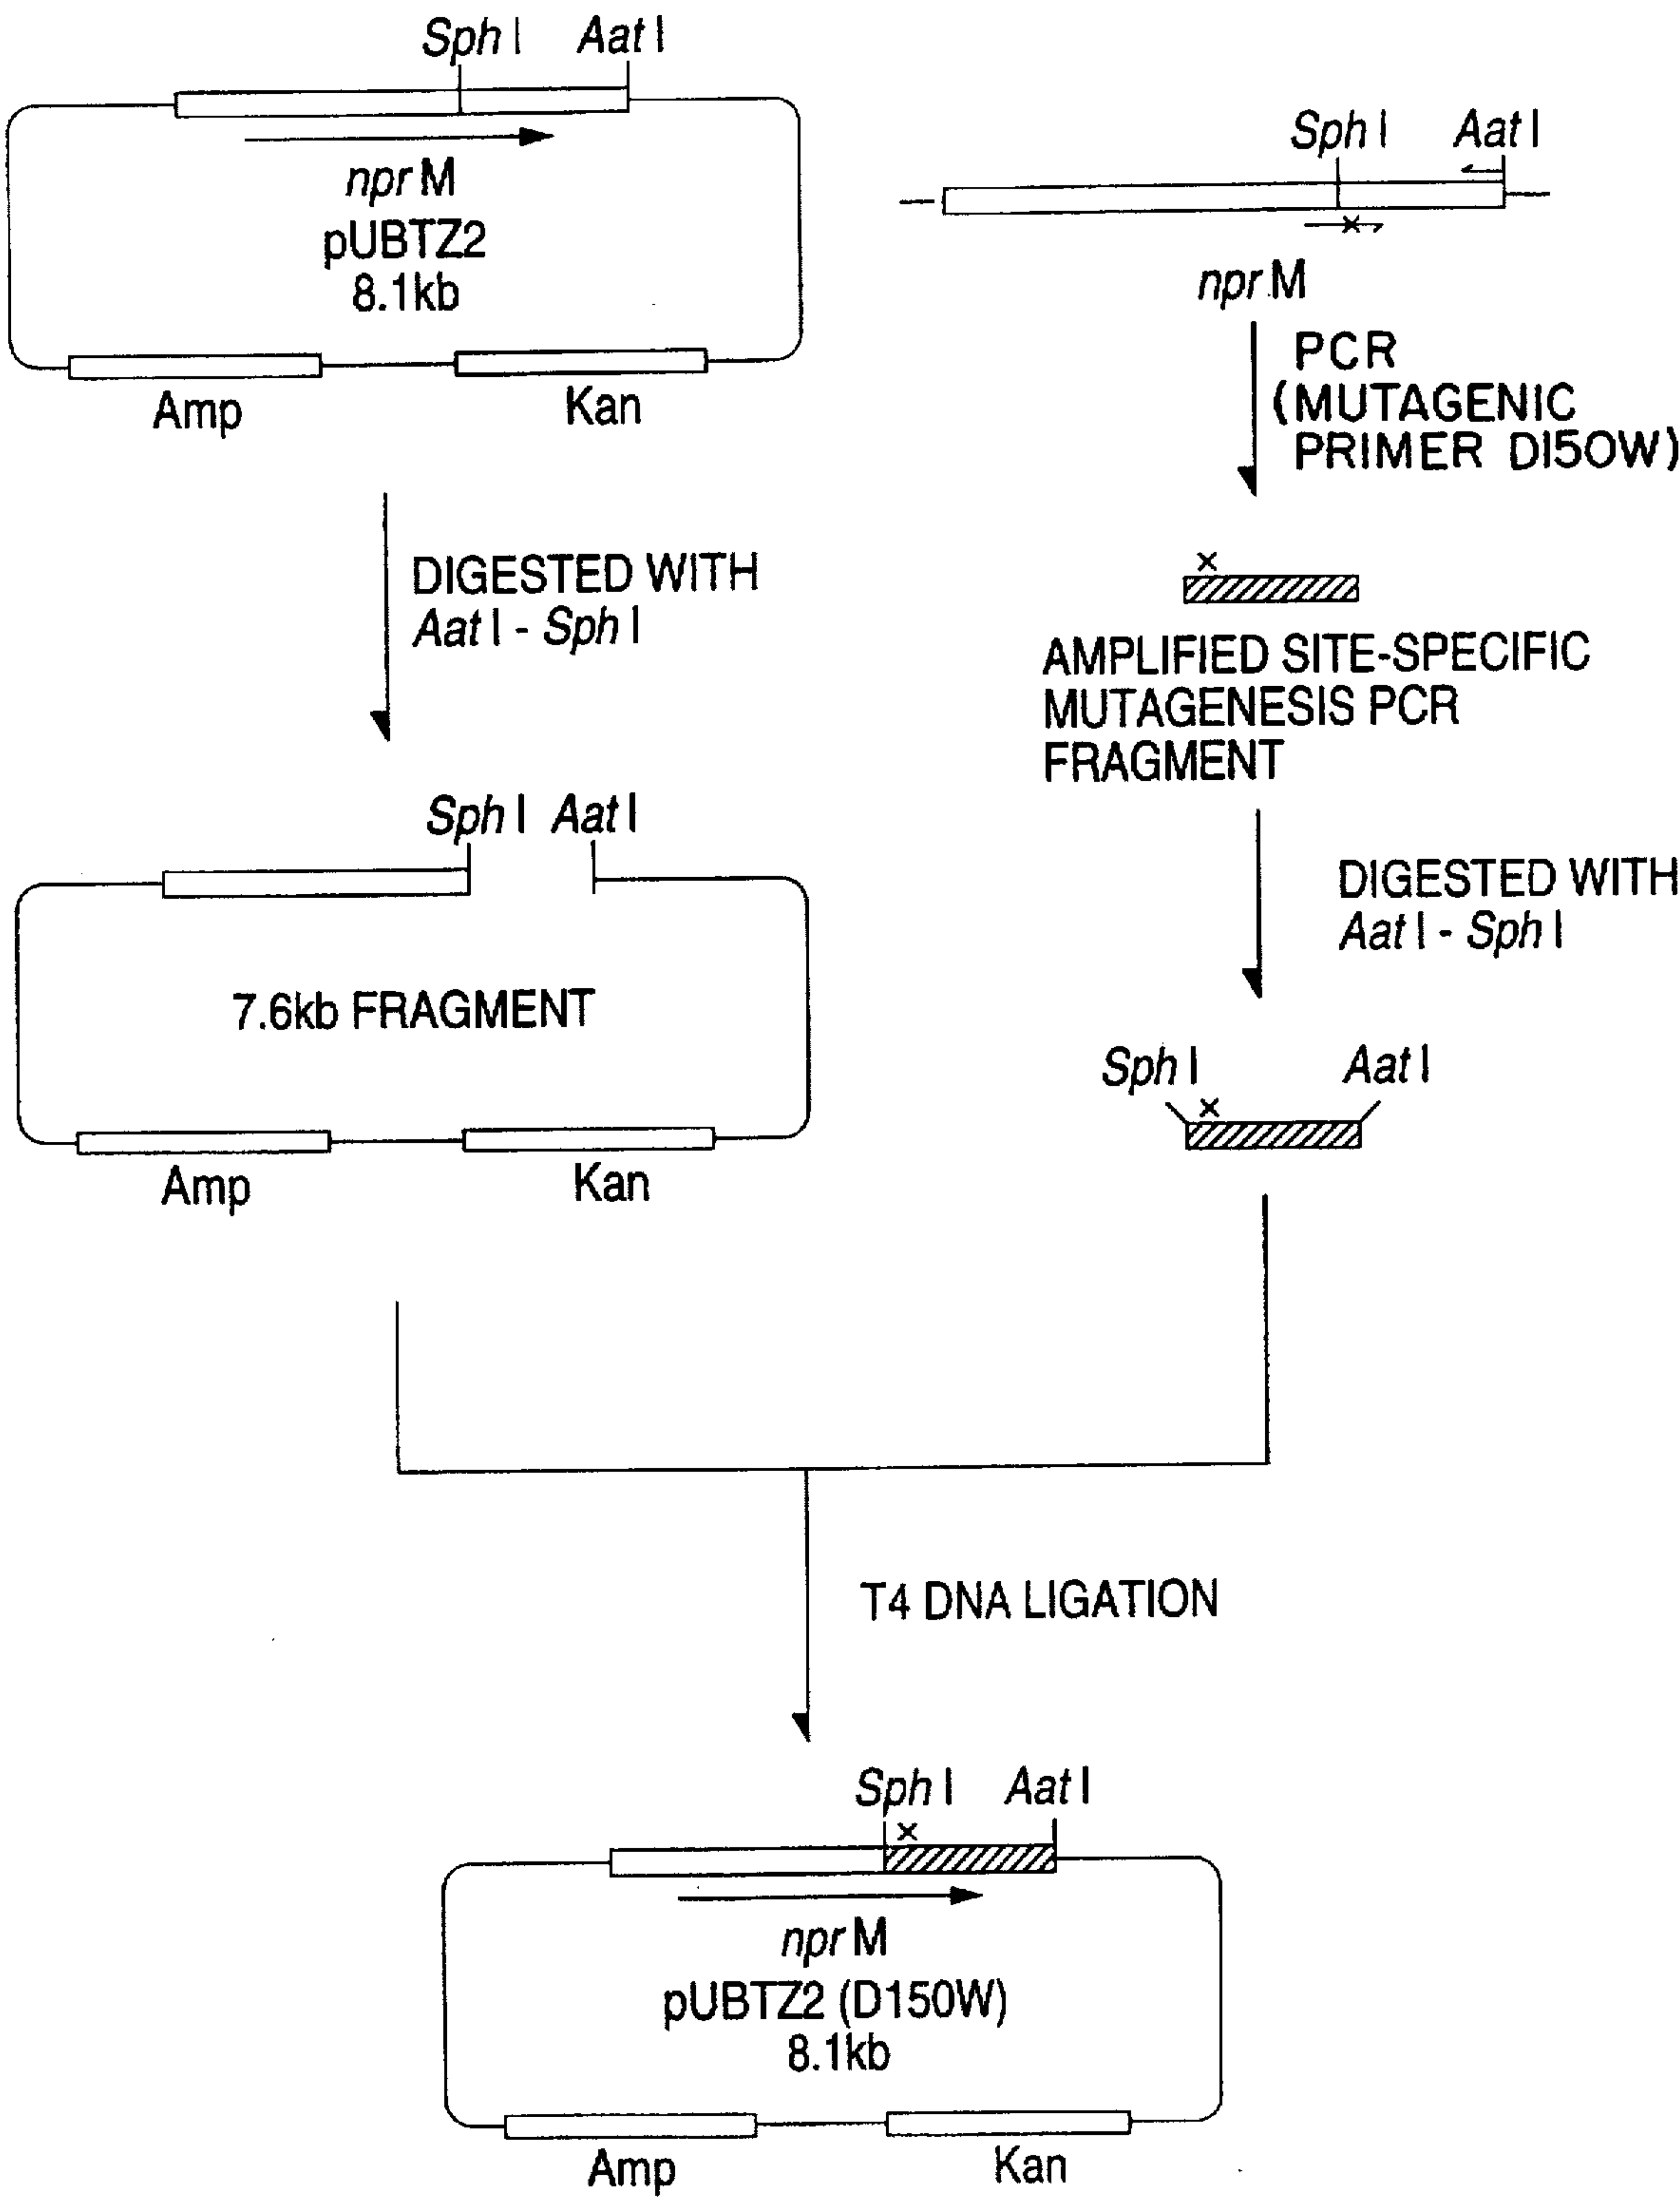 Sph I Aat I
npr M
pUBTZ2
8.1kb
Amp Kan
Sph I Aat I
npr M
PCR
(MUTAGENIC
PRIMER D150W)
DIGESTED WITH
Aat I - Sph I
x
AMPLIFIED SITE-SPECIFIC
MUTAGENESIS PCR
FRAGMENT
Sph I Aat I
7.6kb FRAGMENT
Amp Kan
DIGESTED WITH
Aat I - Sph I
Sph I Aat I
x
T4 DNA LIGATION
Sph I Aat I
x
npr M
pUBTZ2 (D150W)
8.1kb
Amp Kan